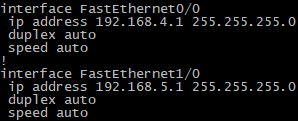 interface FastEthernet0/0
 ip address 192.168.4.1 255.255.255.0
 duplex auto
 speed auto
!
interface FastEthernet1/0
 ip address 192.168.5.1 255.255.255.0
 duplex auto
 speed auto